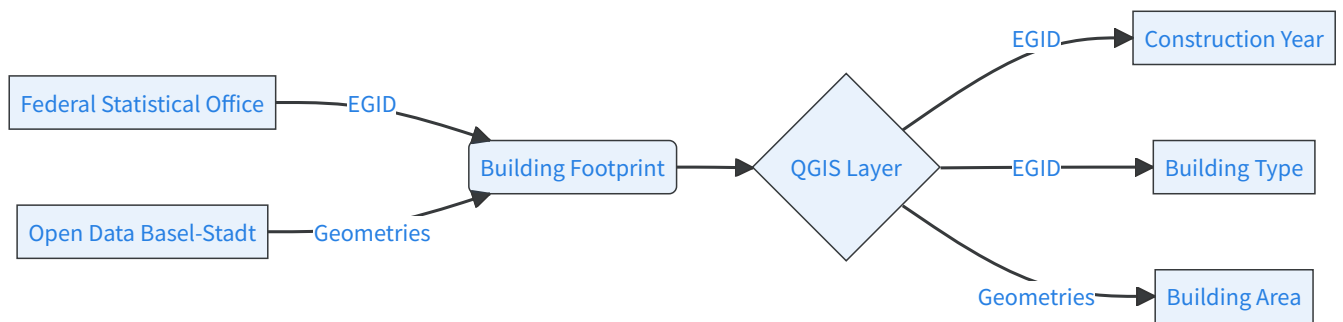 Federal Statistical Office
EGID
Open Data Basel-Stadt
Geometries
Building Footprint
QGIS Layer
EGID
Construction Year
EGID
Building Type
Geometries
Building Area